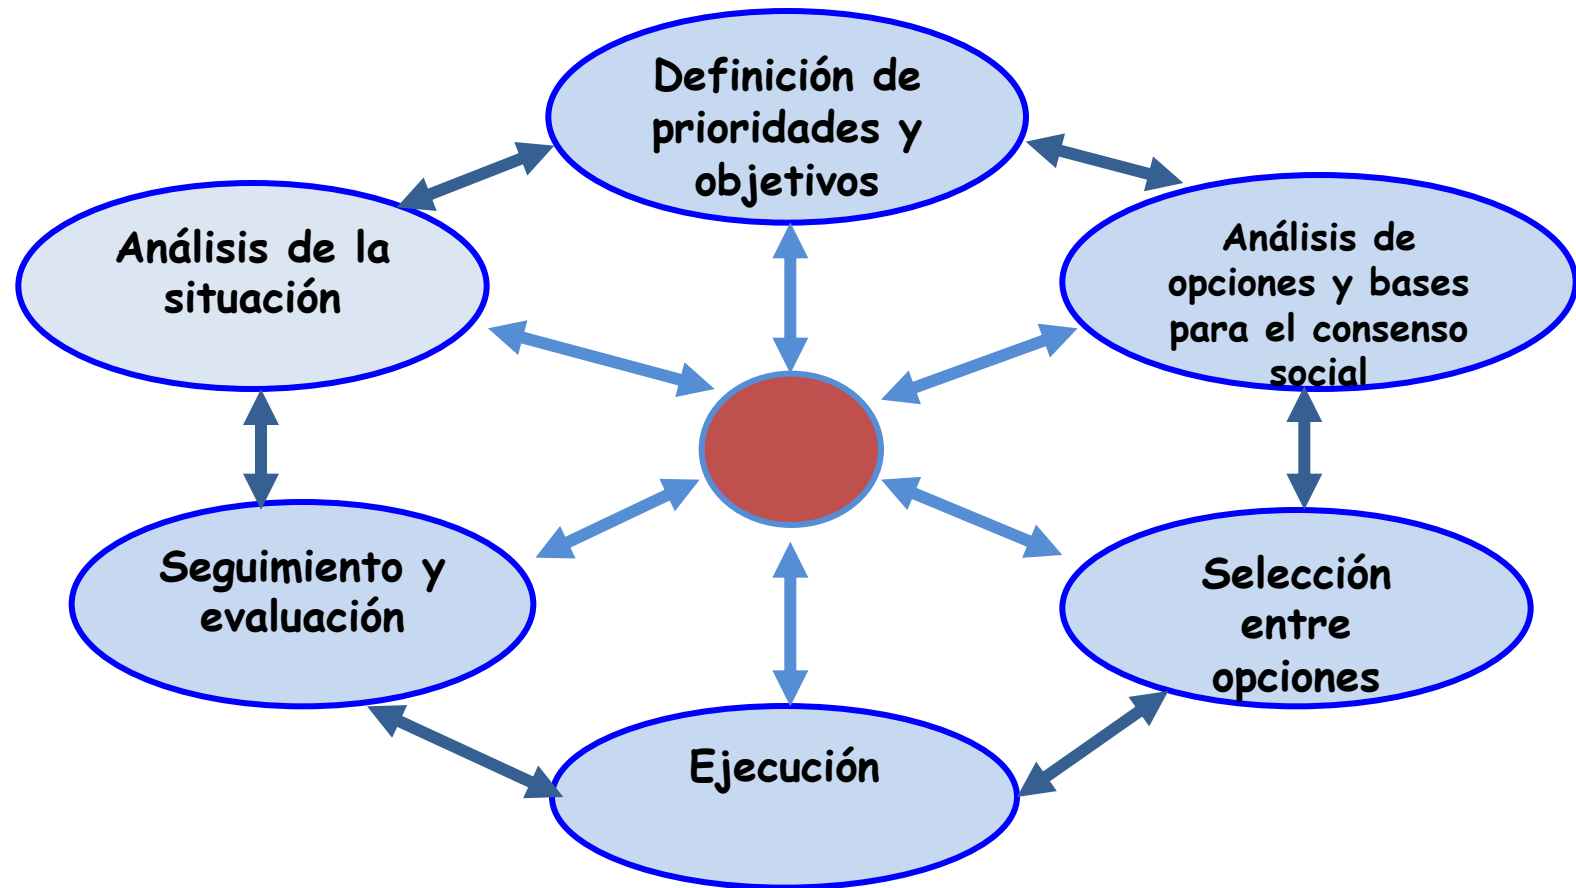 Definición de
prioridades y
objetivos
Análisis de la
situación
Análisis de
opciones y bases
para el consenso
social
Seguimiento y
evaluación
Selección
entre
opciones
Ejecución